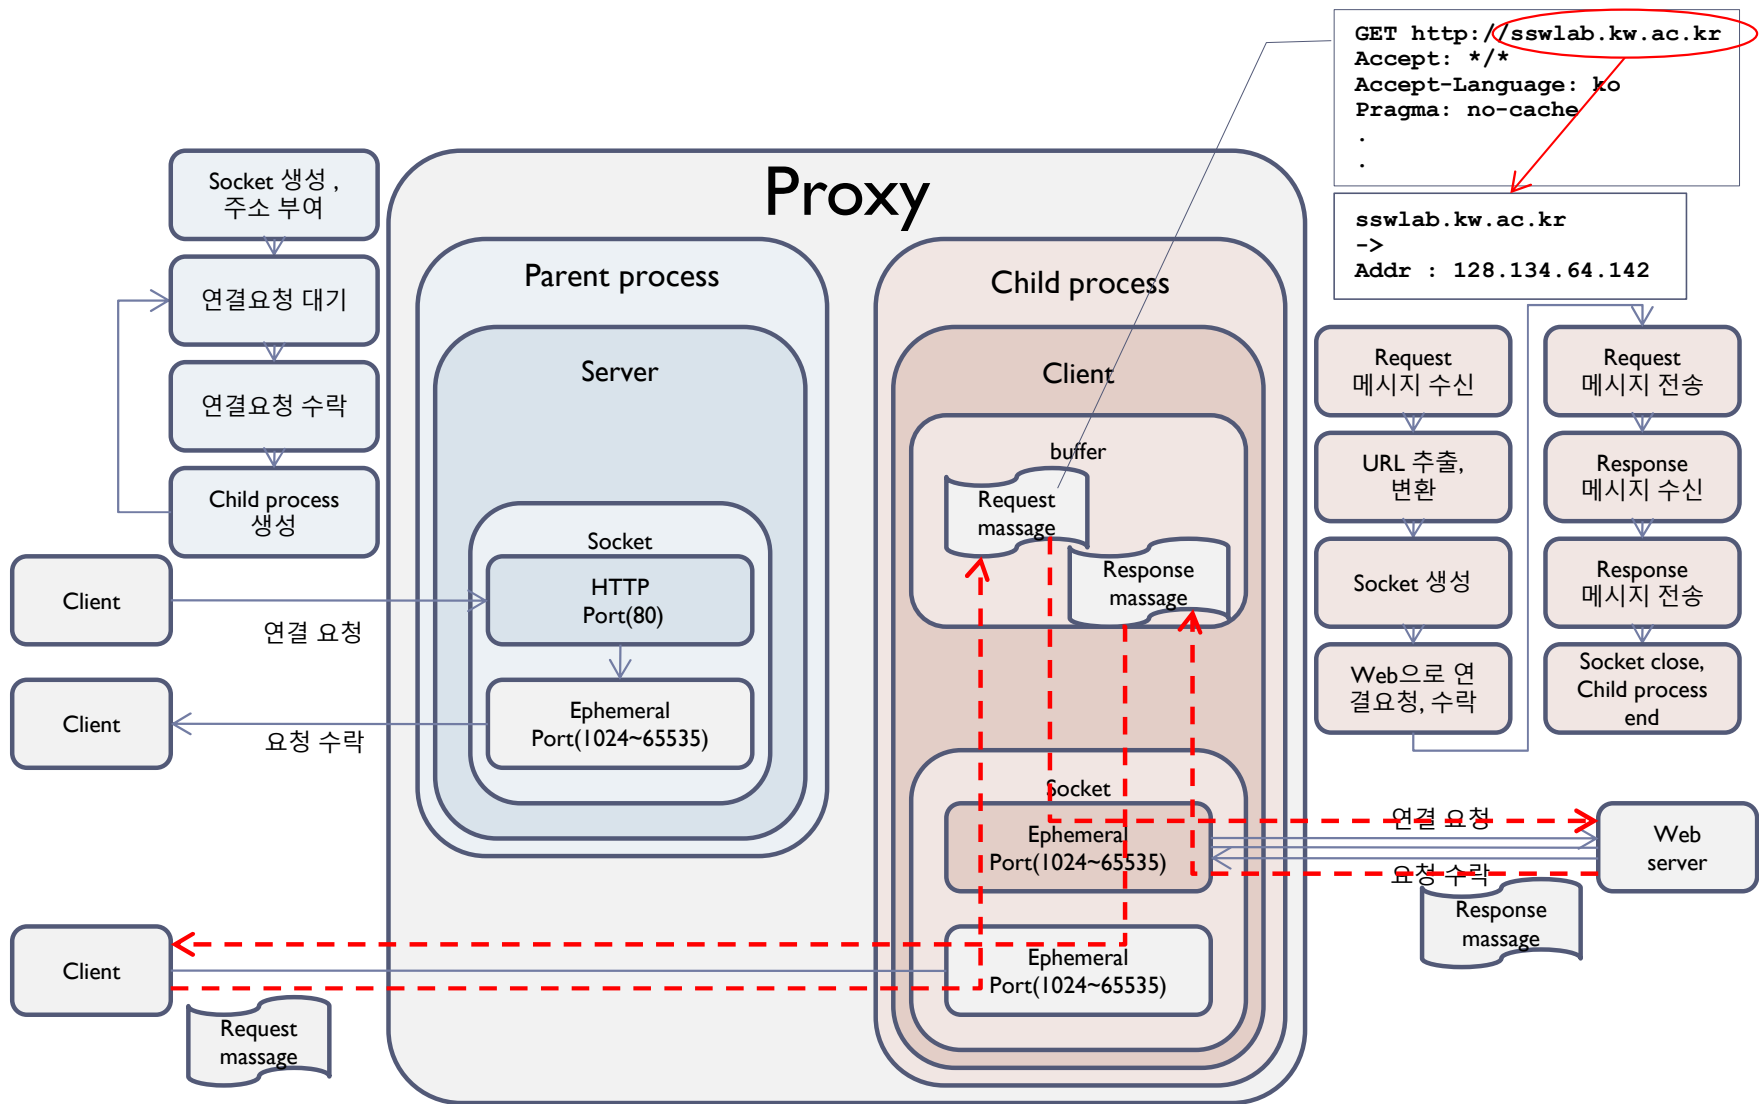 GET http://sswlab.kw.ac.kr
Accept: */*
Accept-Language: ko
Pragma: no-cache
.
.
sswlab.kw.ac.kr
->
Addr : 128.134.64.142
Proxy
Socket 생성 ,
주소 부여
연결요청 대기
연결요청 수락
Child process
생성
Parent process
Server
Socket
HTTP
Port(80)
Ephemeral
Port(1024~65535)
Client
연결 요청
Client
요청 수락
Client
Request
massage
Child process
Client
buffer
Request
massage
Response
massage
Socket
Ephemeral
Port(1024~65535)
Ephemeral
Port(1024~65535)
Request
메시지 수신
URL 추출,
변환
Socket 생성
Web으로 연
결요청, 수락
Request
메시지 전송
Response
메시지 수신
Response
메시지 전송
Socket close,
Child process
end
연결 요청
요청 수락
Web
server
Response
massage